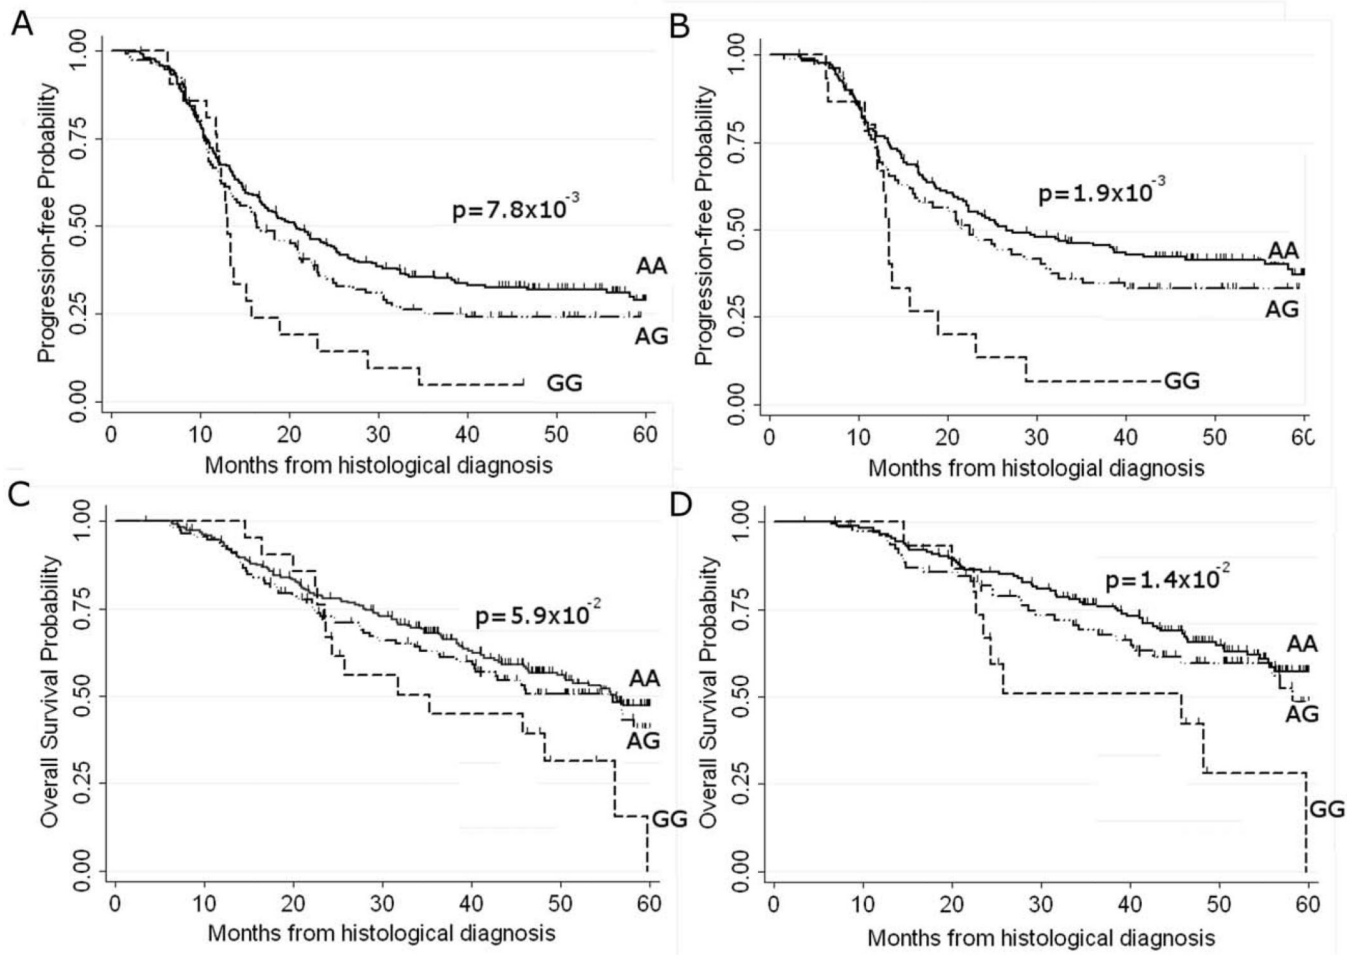 A
Progression-free Probability
1.00
0.75
0.50
0.25
0.00
p=7.8x10-3
AA
AG
GG
0 10 20 30 40 50 60
Months from histological diagnosis
B
Progression-free Probability
1.00
0.75
0.50
0.25
0.00
p=1.9x10-3
AA
AG
GG
0 10 20 30 40 50 60
Months from histologial diagnosis
C
Overall Survival Probability
1.00
0.75
0.50
0.25
0.00
p=5.9x10-2
AA
AG
GG
0 10 20 30 40 50 60
Months from histological diagnosis
D
Overall Survival Probability
1.00
0.75
0.50
0.25
0.00
p=1.4x10-2
AA
AG
GG
0 10 20 30 40 50 60
Months from histological diagnosis